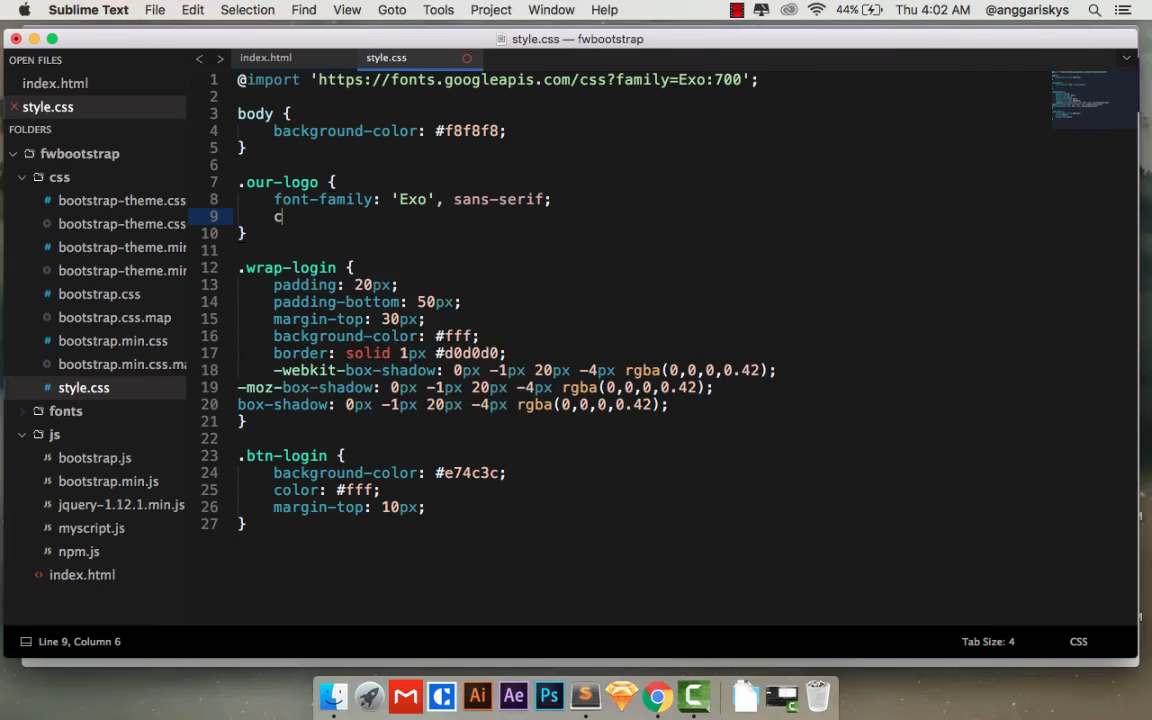 Sublime Text File Edit Selection Find View Goto Tools Project Window Help 44% Thu 4:02 AM @anggariskys
style.css — fwbootstrap
OPEN FILES
index.html
style.css
FOLDERS
fwbootstrap
css
bootstrap-theme.css
bootstrap-theme.css
bootstrap-theme.min
bootstrap-theme.min
bootstrap.css
bootstrap.css.map
bootstrap.min.css
bootstrap.min.css.ma
style.css
fonts
js
bootstrap.js
bootstrap.min.js
jquery-1.12.1.min.js
myscript.js
npm.js
index.html
index.html style.css
1 @import 'https://fonts.googleapis.com/css?family=Exo:700';
2
3 body {
4 background-color: #f8f8f8;
5 }
6
7 .our-logo {
8 font-family: 'Exo', sans-serif;
9 c
10 }
11
12 .wrap-login {
13 padding: 20px;
14 padding-bottom: 50px;
15 margin-top: 30px;
16 background-color: #fff;
17 border: solid 1px #d0d0d0;
18 -webkit-box-shadow: 0px -1px 20px -4px rgba(0,0,0,0.42);
19 -moz-box-shadow: 0px -1px 20px -4px rgba(0,0,0,0.42);
20 box-shadow: 0px -1px 20px -4px rgba(0,0,0,0.42);
21 }
22
23 .btn-login {
24 background-color: #e74c3c;
25 color: #fff;
26 margin-top: 10px;
27 }
Line 9, Column 6 Tab Size: 4 CSS
Ai Ae Ps S C